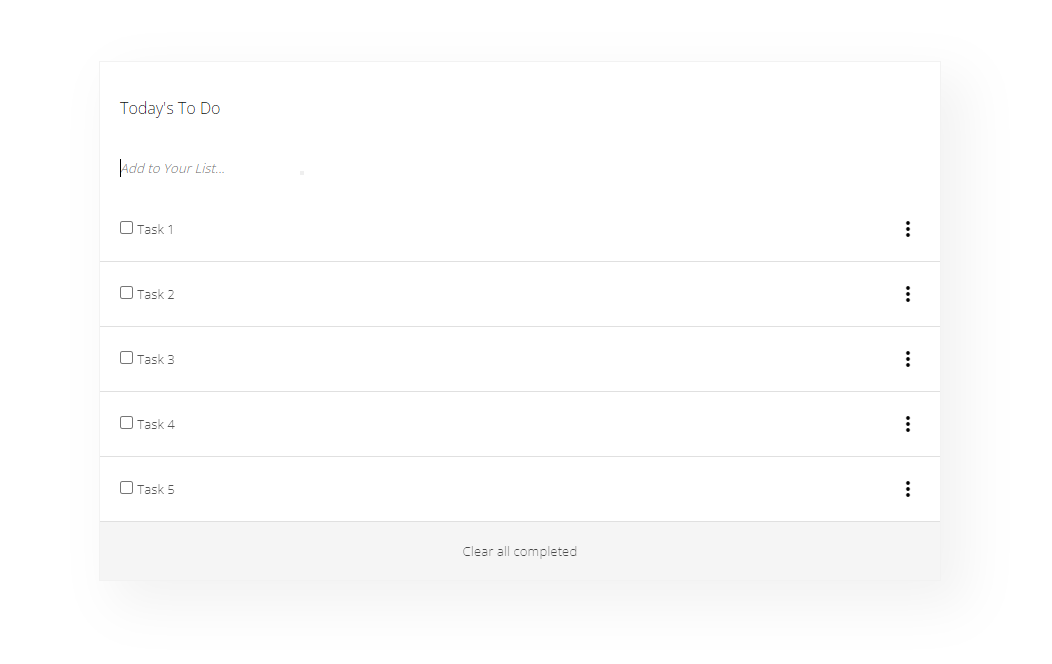 Today's To Do
Add to Your List...
Task 1
Task 2
Task 3
Task 4
Task 5
Clear all completed